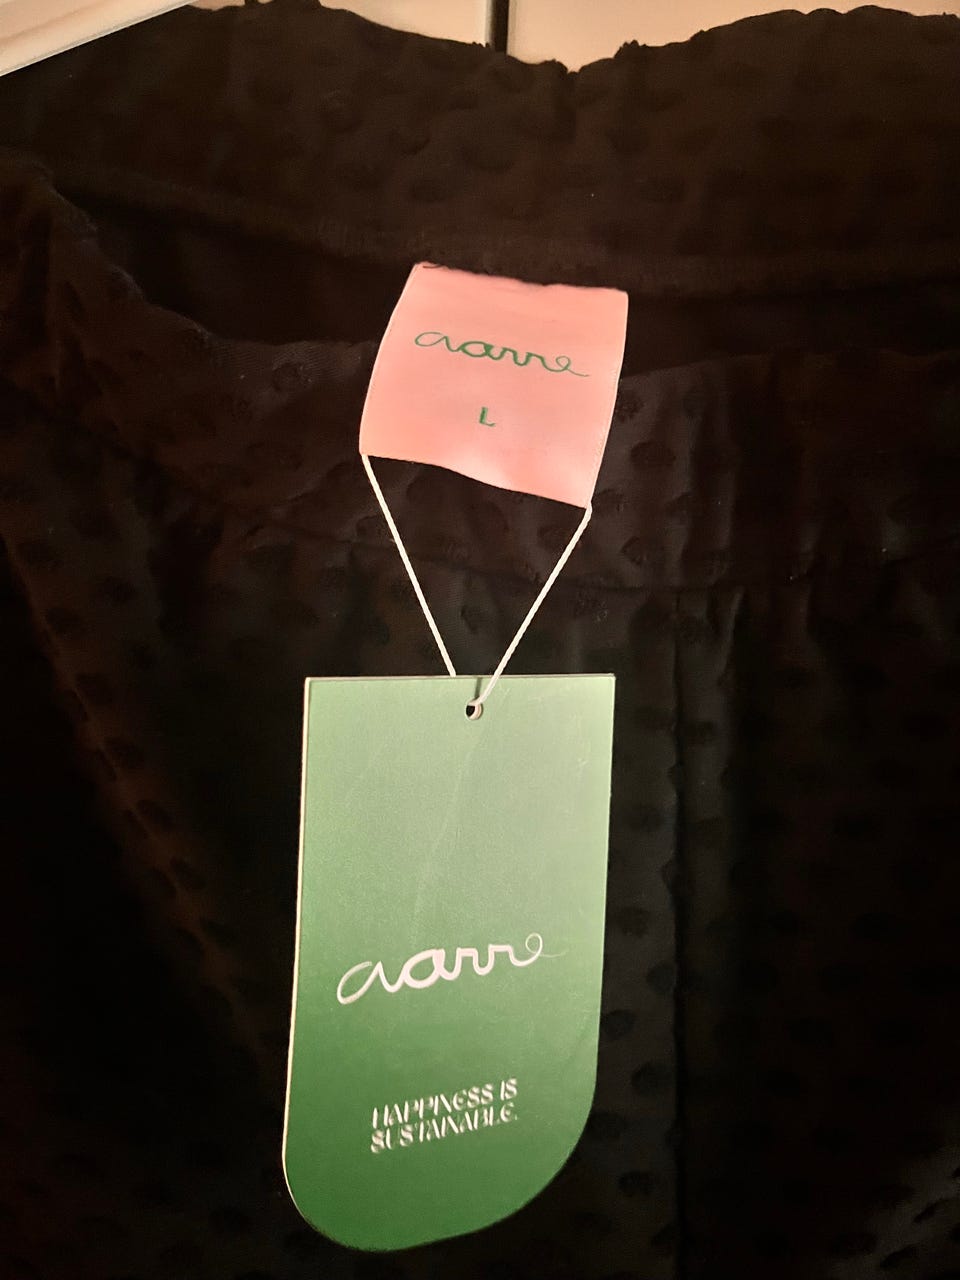 aarre
L
aarre
HAPPINESS IS
SUSTAINABLE.